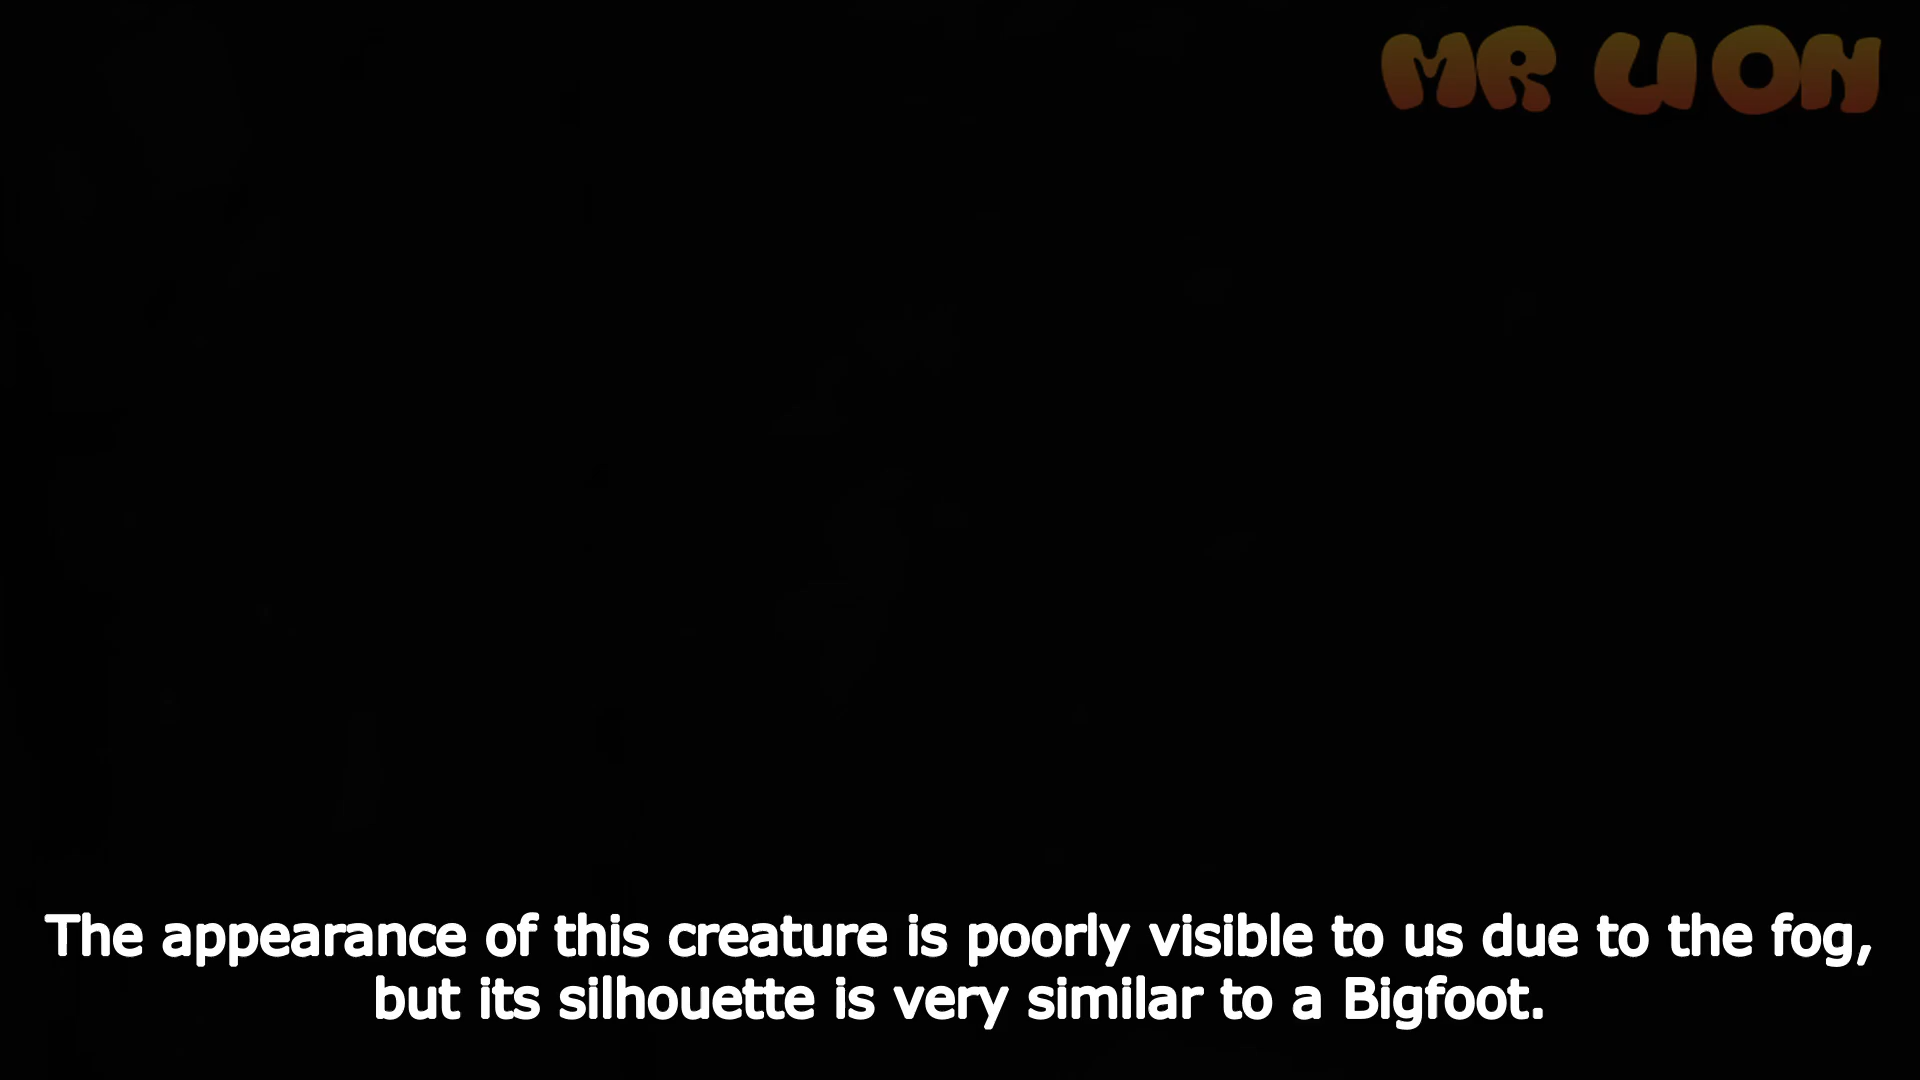 MR LION
The appearance of this creature is poorly visible to us due to the fog,
but its silhouette is very similar to a Bigfoot.